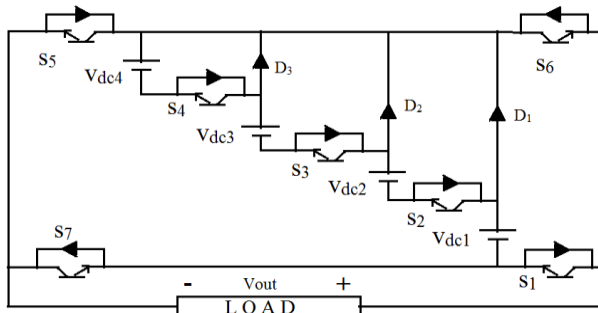 S5
S6
Vdc4
D3
S4
D2
D1
Vdc3
S3
Vdc2
S2
Vdc1
S7
S1
- Vout +
LOAD